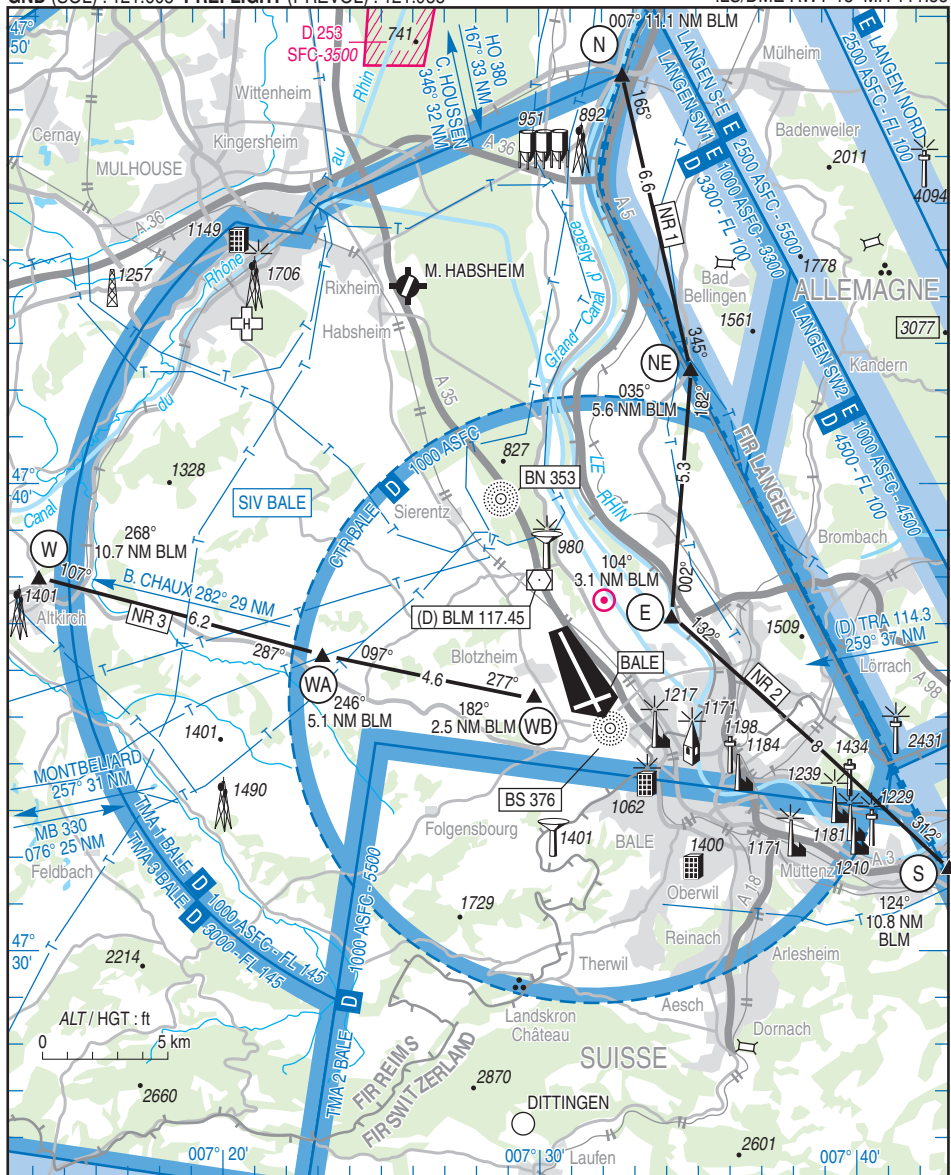 47°
50'
D 253
SFC-3500
741
Rhin
au
HO 380
167° 33 NM
C. HOUSSEN
346° 32 NM
N
007° 11.1 NM BLM
Mülheim
LANGEN NORD
2500 ASFC - FL 100
E
E
Cernay
Wittenheim
Kingersheim
MULHOUSE
951
892
A 36
165°
6.6
NR 1
A 5
LANGEN S-E
E
2500 ASFC - 5500
LANGEN SW1
E
1000 ASFC - 3300
D
3300 - FL 100
Badenweiler
2011
4094
A.36
1149
1257
Rhône
1706
H
Rixheim
Habsheim
M. HABSHEIM
Grand Canal d'Alsace
Bad
Bellingen
1778
1561
ALLEMAGNE
3077
Kandern
345°
NE
035°
5.6 NM BLM
182°
A 35
LANGEN SW2
E
1000 ASFC - 4500
D
4500 - FL 100
FIR LANGEN
du
Canal
1328
SIV BALE
47°
40'
CTR BALE
D
1000 ASFC
Sierentz
827
BN 353
LE
RHIN
5.3
980
Brombach
W
268°
10.7 NM BLM
107°
B. CHAUX 282° 29 NM
1401
Altkirch
NR 3
6.2
287°
104°
3.1 NM BLM
002°
E
132°
(D) BLM 117.45
1509
(D) TRA 114.3
259° 37 NM
Lörrach
A 98
WA
246°
5.1 NM BLM
097°
4.6
277°
Blotzheim
182°
2.5 NM BLM
WB
BALE
NR 2
8
1217
1171
1198
1184
2431
1401
MONTBELIARD
257° 31 NM
MB 330
076° 25 NM
1490
BS 376
1062
1239
1434
1229
312°
Folgensbourg
1401
BALE
1400
Oberwil
1171
1181
1210
Muttenz
A 3
S
124°
10.8 NM
BLM
Feldbach
TMA 1 BALE
D
1000 ASFC - FL 145
TMA 3 BALE
D
3000 - FL 145
1000 ASFC - 5500
D
TMA 2 BALE
1729
A 18
Reinach
Arlesheim
47°
30'
2214
Therwil
Aesch
Landskron
Château
Dornach
ALT / HGT : ft
0
5 km
SUISSE
FIR REIMS
FIR SWITZERLAND
2660
2870
DITTINGEN
Laufen
2601
007° 20'
007° 30'
007° 40'